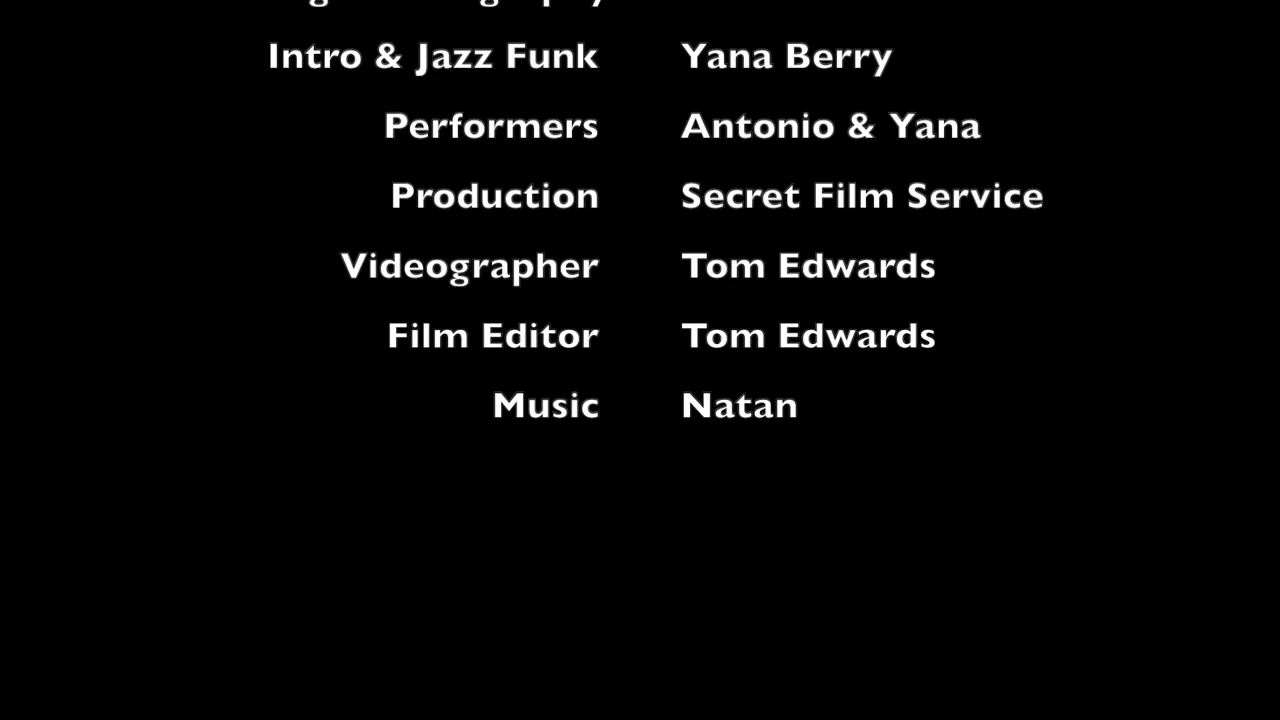 Intro & Jazz Funk Yana Berry
Performers Antonio & Yana
Production Secret Film Service
Videographer Tom Edwards
Film Editor Tom Edwards
Music Natan